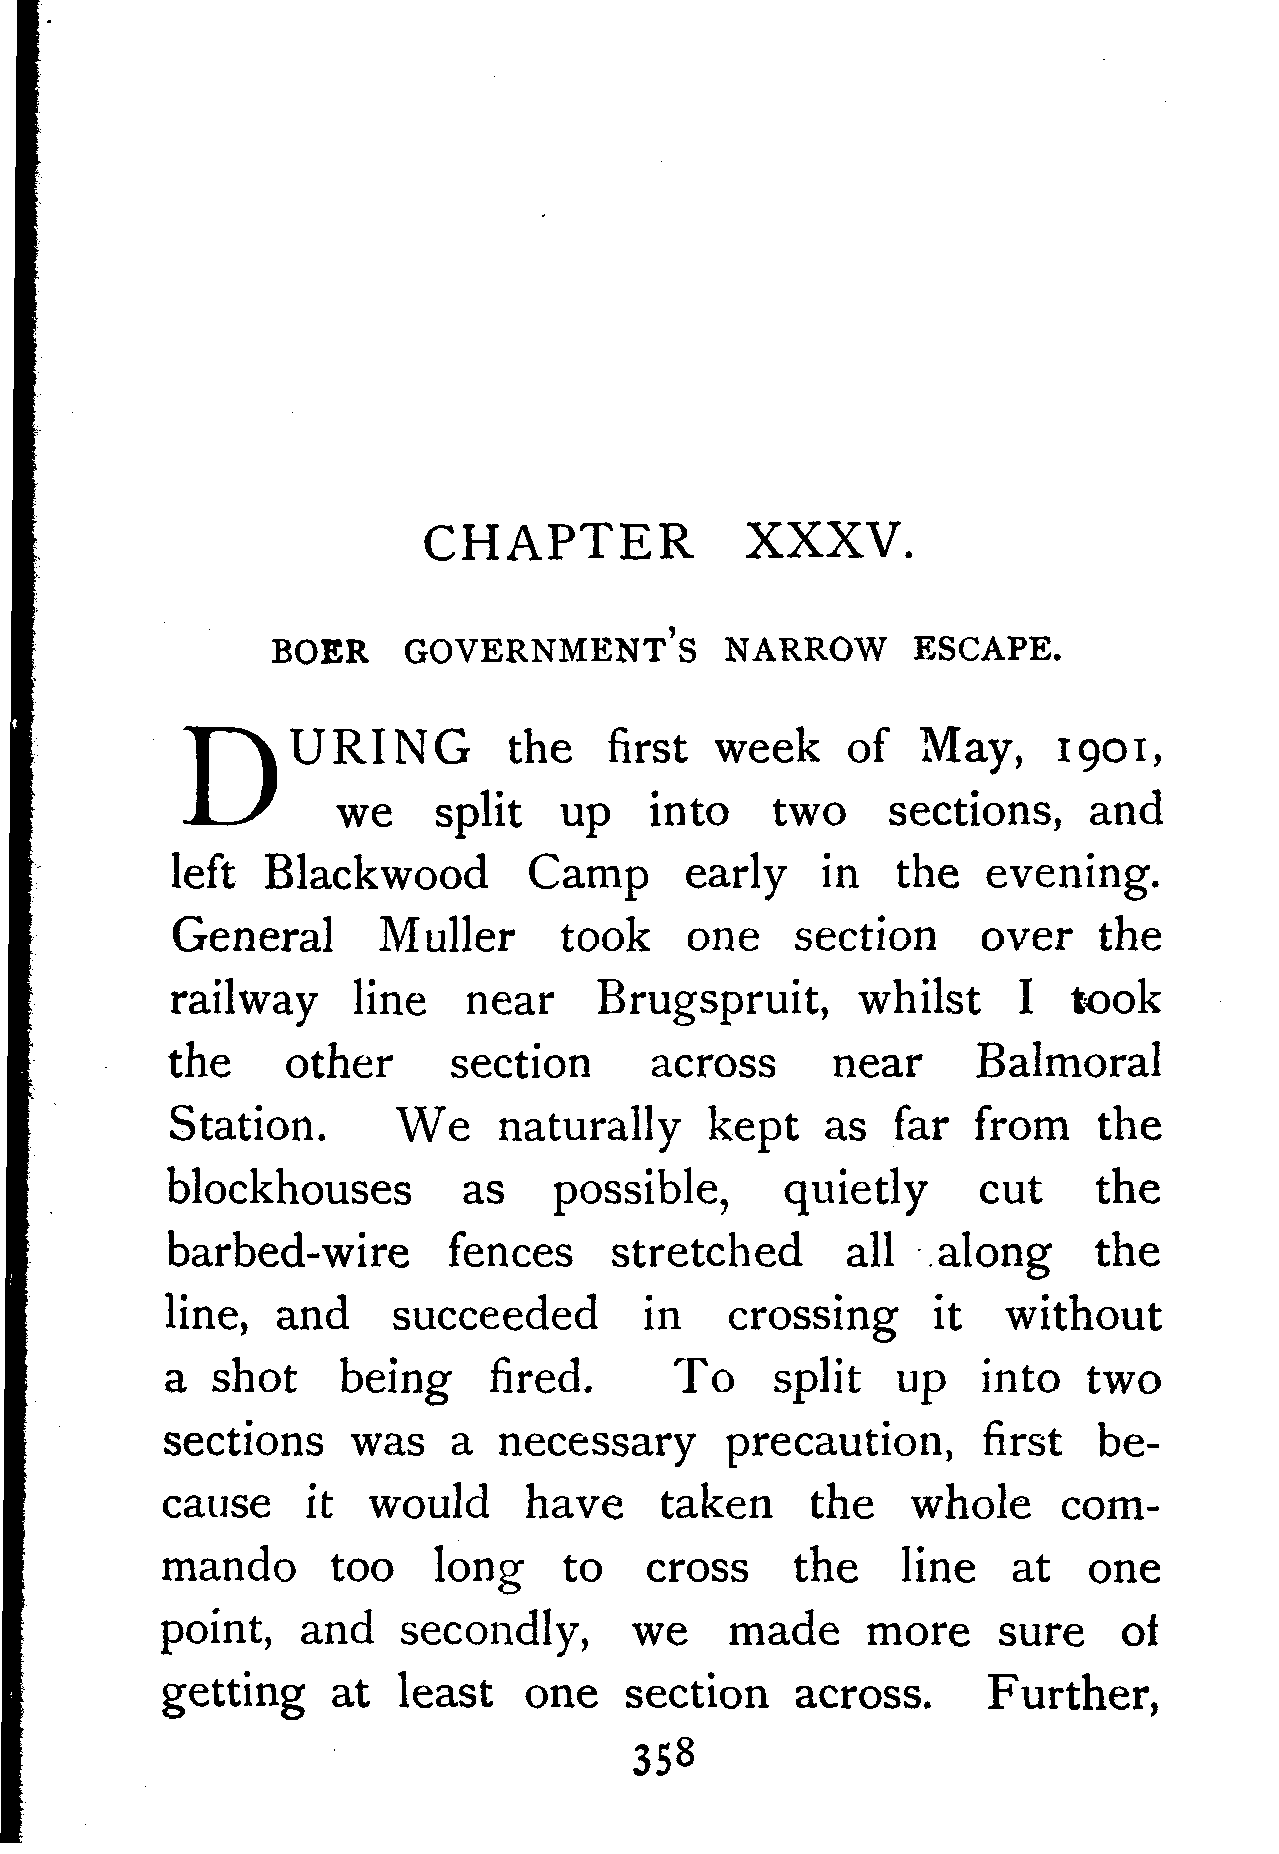 CHAPTER XXXV.
BOER GOVERNMENT'S NARROW ESCAPE.
DURING the first week of May, 1901,
we split up into two sections, and
left Blackwood Camp early in the evening.
General Muller took one section over the
railway line near Brugspruit, whilst I took
the other section across near Balmoral
Station. We naturally kept as far from the
blockhouses as possible, quietly cut the
barbed-wire fences stretched all along the
line, and succeeded in crossing it without
a shot being fired. To split up into two
sections was a necessary precaution, first be-
cause it would have taken the whole com-
mando too long to cross the line at one
point, and secondly, we made more sure of
getting at least one section across. Further,
358